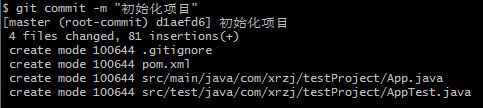 $ git commit -m "初始化项目"
[master (root-commit) d1aefd6] 初始化项目
4 files changed, 81 insertions(+)
create mode 100644 .gitignore
create mode 100644 pom.xml
create mode 100644 src/main/java/com/xrzj/testProject/App.java
create mode 100644 src/test/java/com/xrzj/testProject/AppTest.java